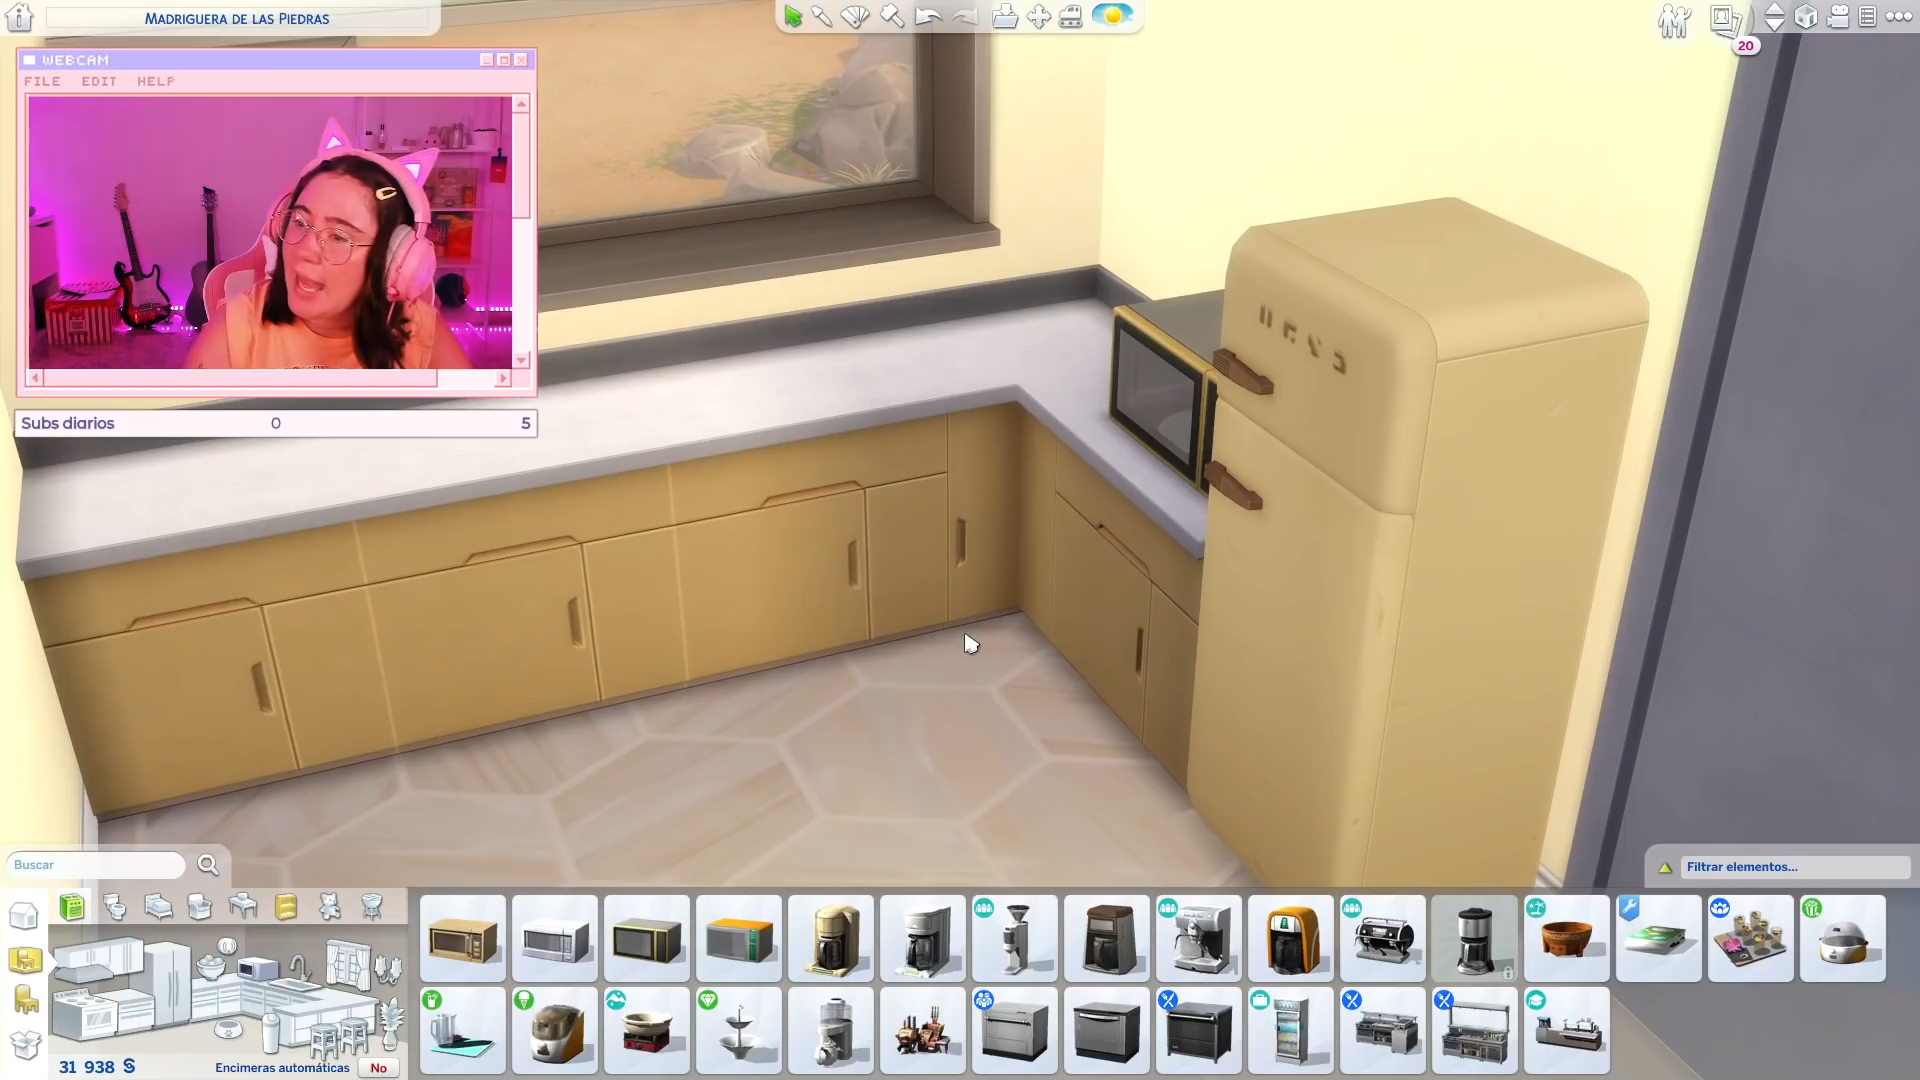 MADRIGUERA DE LAS PIEDRAS
20
WEBCAM
FILE EDIT HELP
Subs diarios 0 5
Buscar
Filtrar elementos...
31 938 §
Encimeras automáticas No